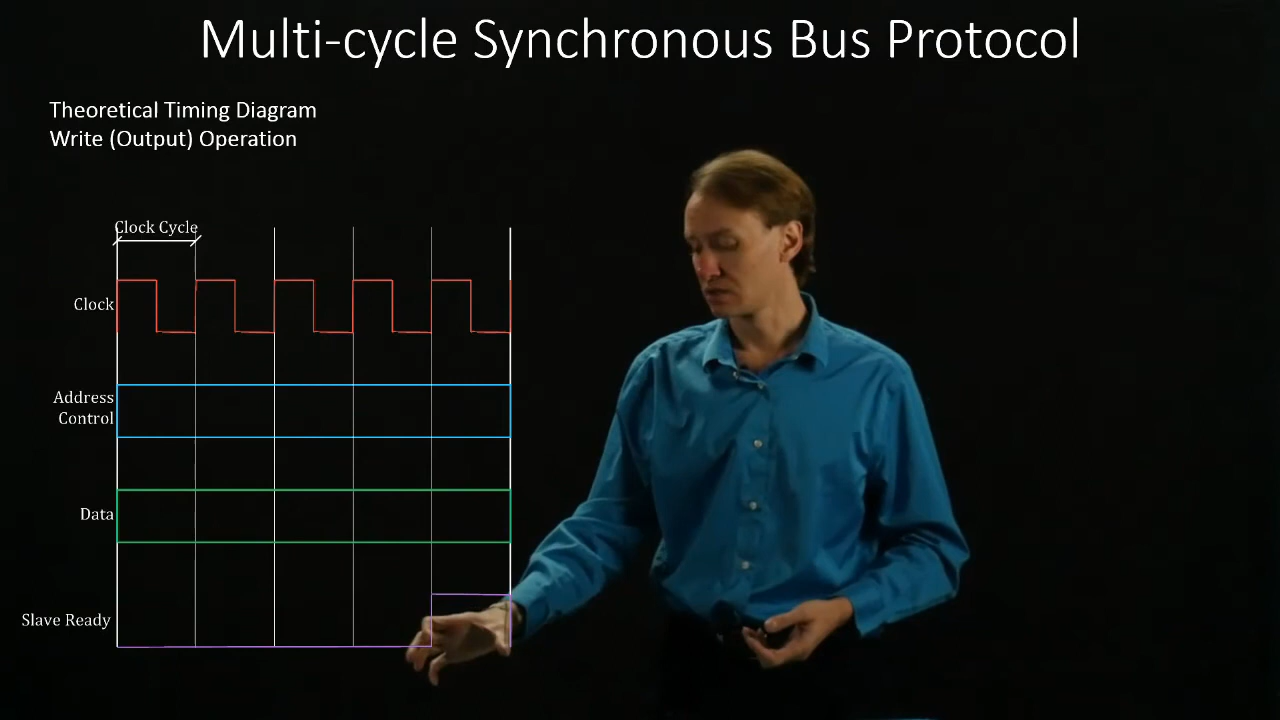 Multi-cycle Synchronous Bus Protocol
Theoretical Timing Diagram
Write (Output) Operation
Clock Cycle
Clock
Address
Control
Data
Slave Ready